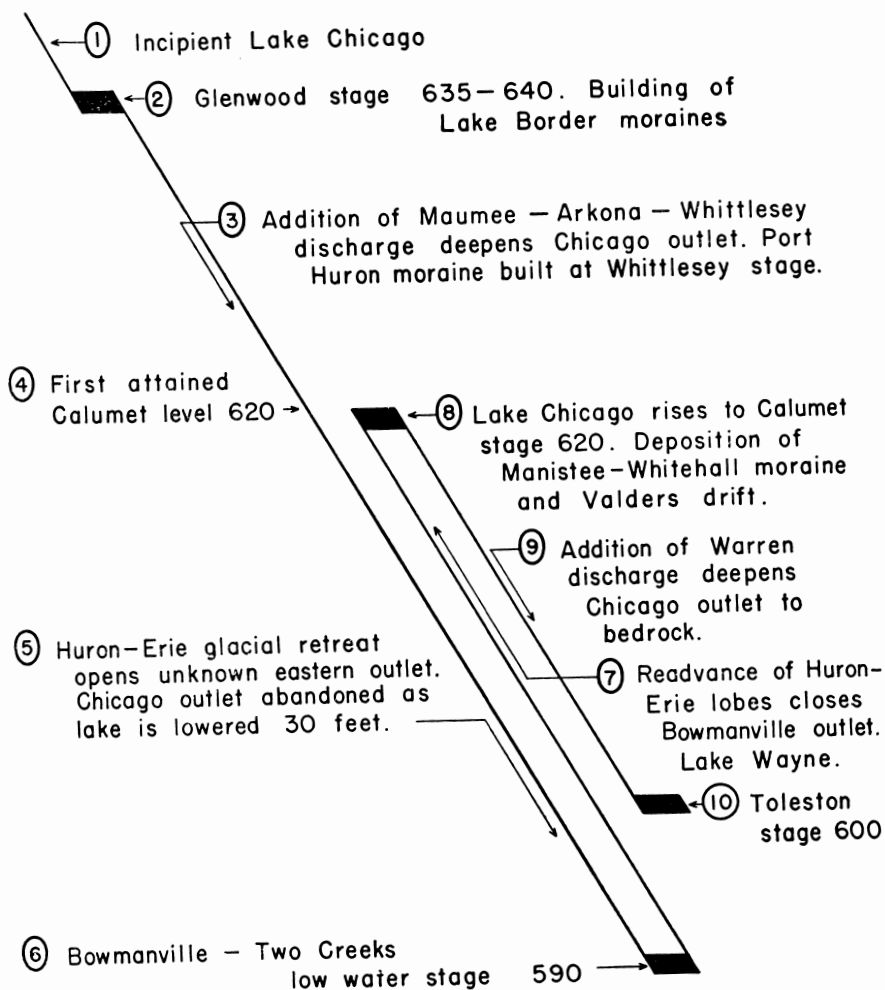 1 Incipient Lake Chicago
2 Glenwood stage 635–640. Building of
Lake Border moraines
3 Addition of Maumee – Arkona – Whittlesey
discharge deepens Chicago outlet. Port
Huron moraine built at Whittlesey stage.
4 First attained
Calumet level 620
8 Lake Chicago rises to Calumet
stage 620. Deposition of
Manistee–Whitehall moraine
and Valders drift.
9 Addition of Warren
discharge deepens
Chicago outlet to
bedrock.
5 Huron–Erie glacial retreat
opens unknown eastern outlet.
Chicago outlet abandoned as
lake is lowered 30 feet.
7 Readvance of Huron–
Erie lobes closes
Bowmanville outlet.
Lake Wayne.
10 Toleston
stage 600
6 Bowmanville – Two Creeks
low water stage 590